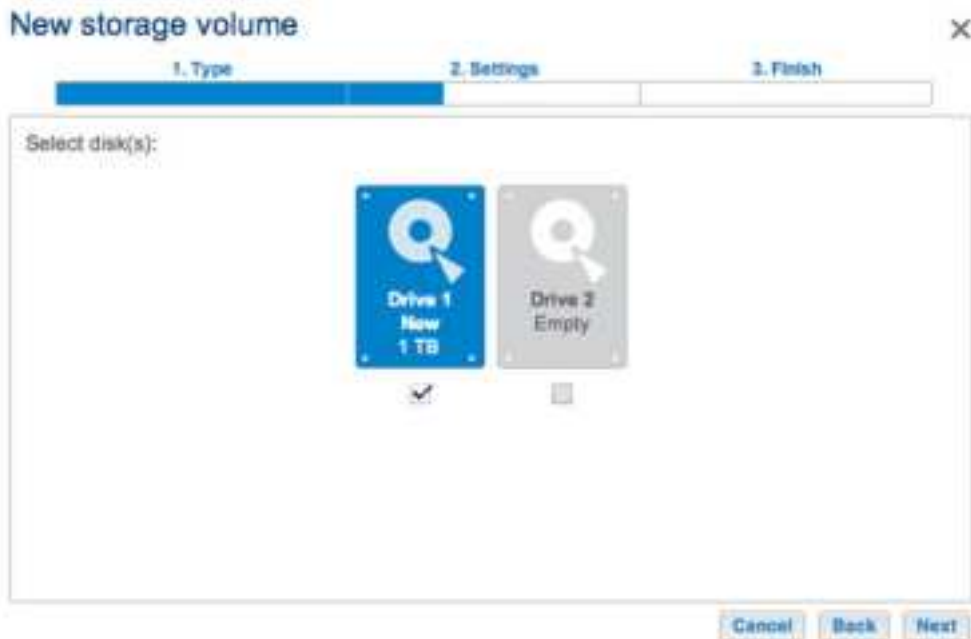 New storage volume
1. Type
2. Settings
3. Finish
Select disk(s):
Drive 1
New
1 TB
Drive 2
Empty
Cancel
Back
Next